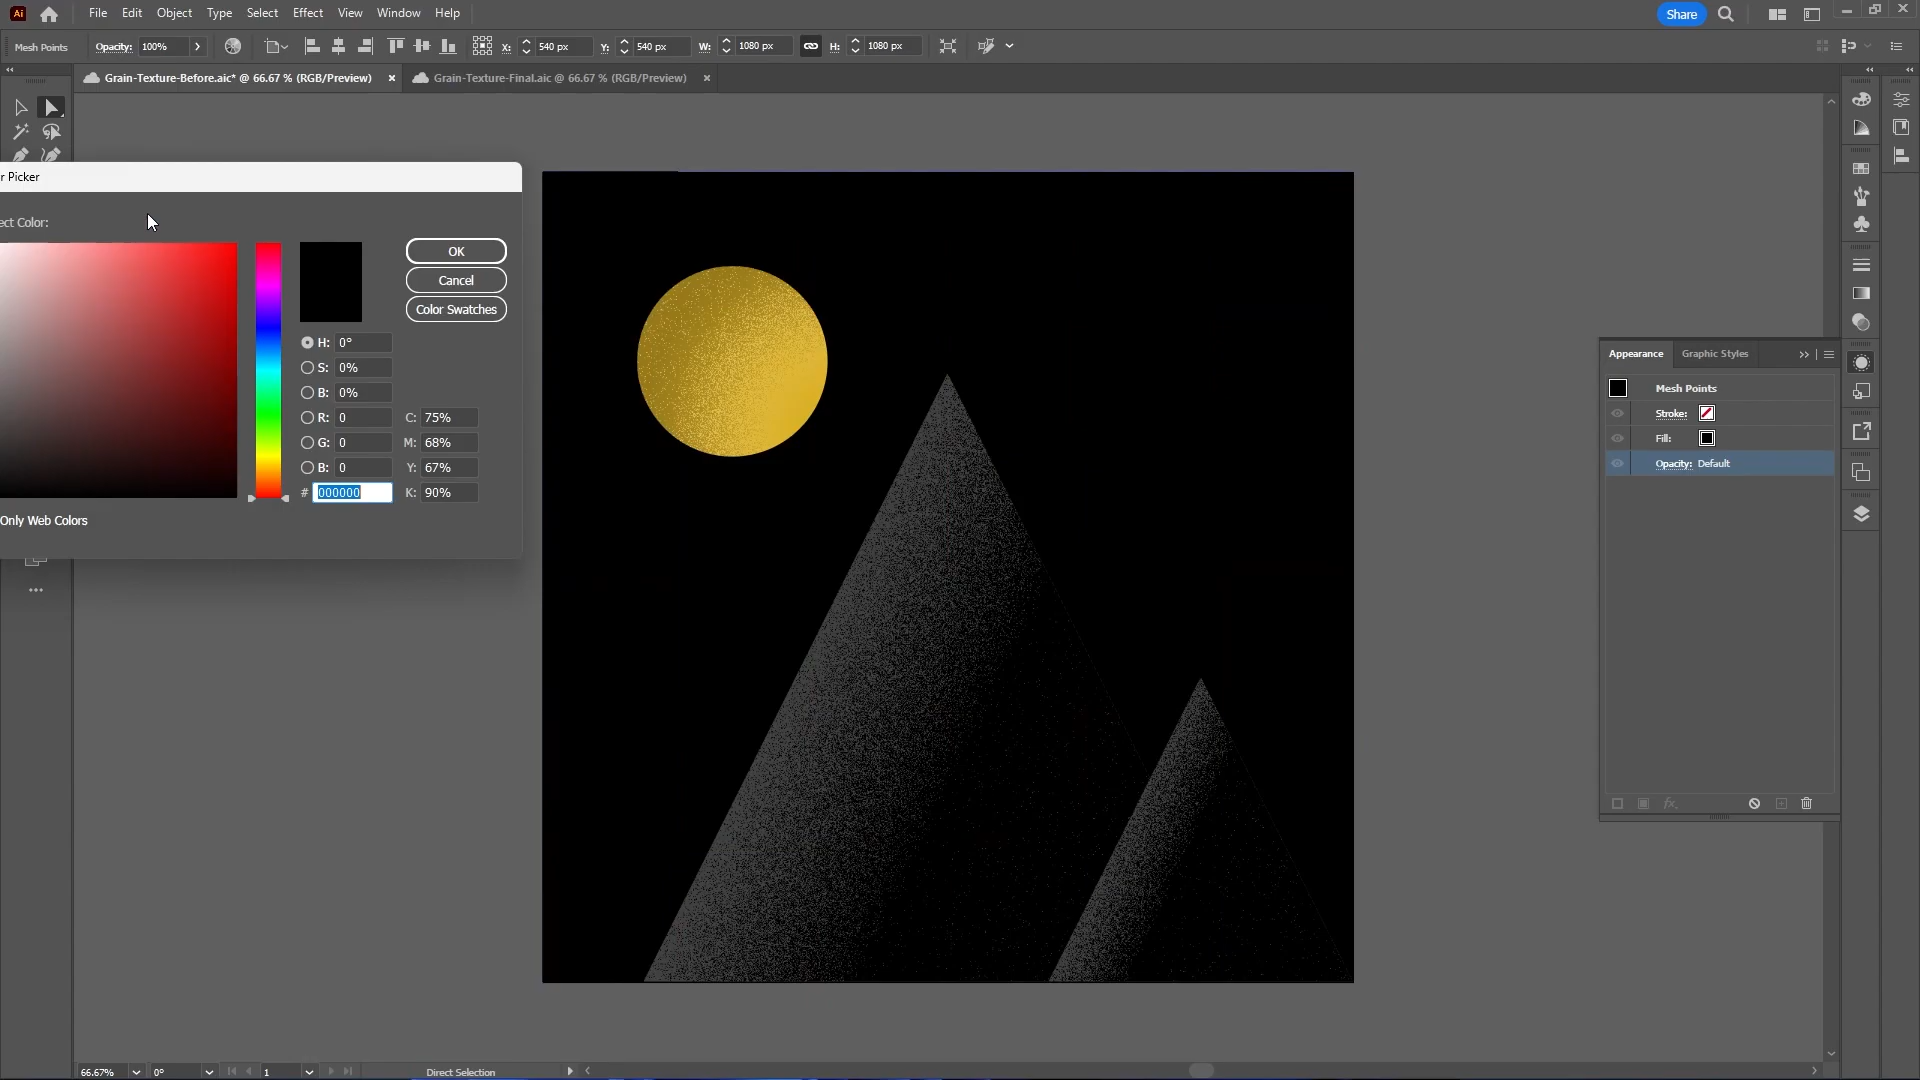 Ai File Edit Object Type Select Effect View Window Help Share
Mesh Points Opacity: 100% X: 540 px Y: 540 px W: 1080 px H: 1080 px
Grain-Texture-Before.aic* @ 66.67 % (RGB/Preview) × Grain-Texture-Final.aic @ 66.67 % (RGB/Preview) ×
r Picker
ect Color:
OK
Cancel
Color Swatches
H: 0°
S: 0%
B: 0%
R: 0 C: 75%
G: 0 M: 68%
B: 0 Y: 67%
# 000000 K: 90%
Only Web Colors
Appearance Graphic Styles
Mesh Points
Stroke:
Fill:
Opacity: Default
fx.
66.67% 0° 1 Direct Selection